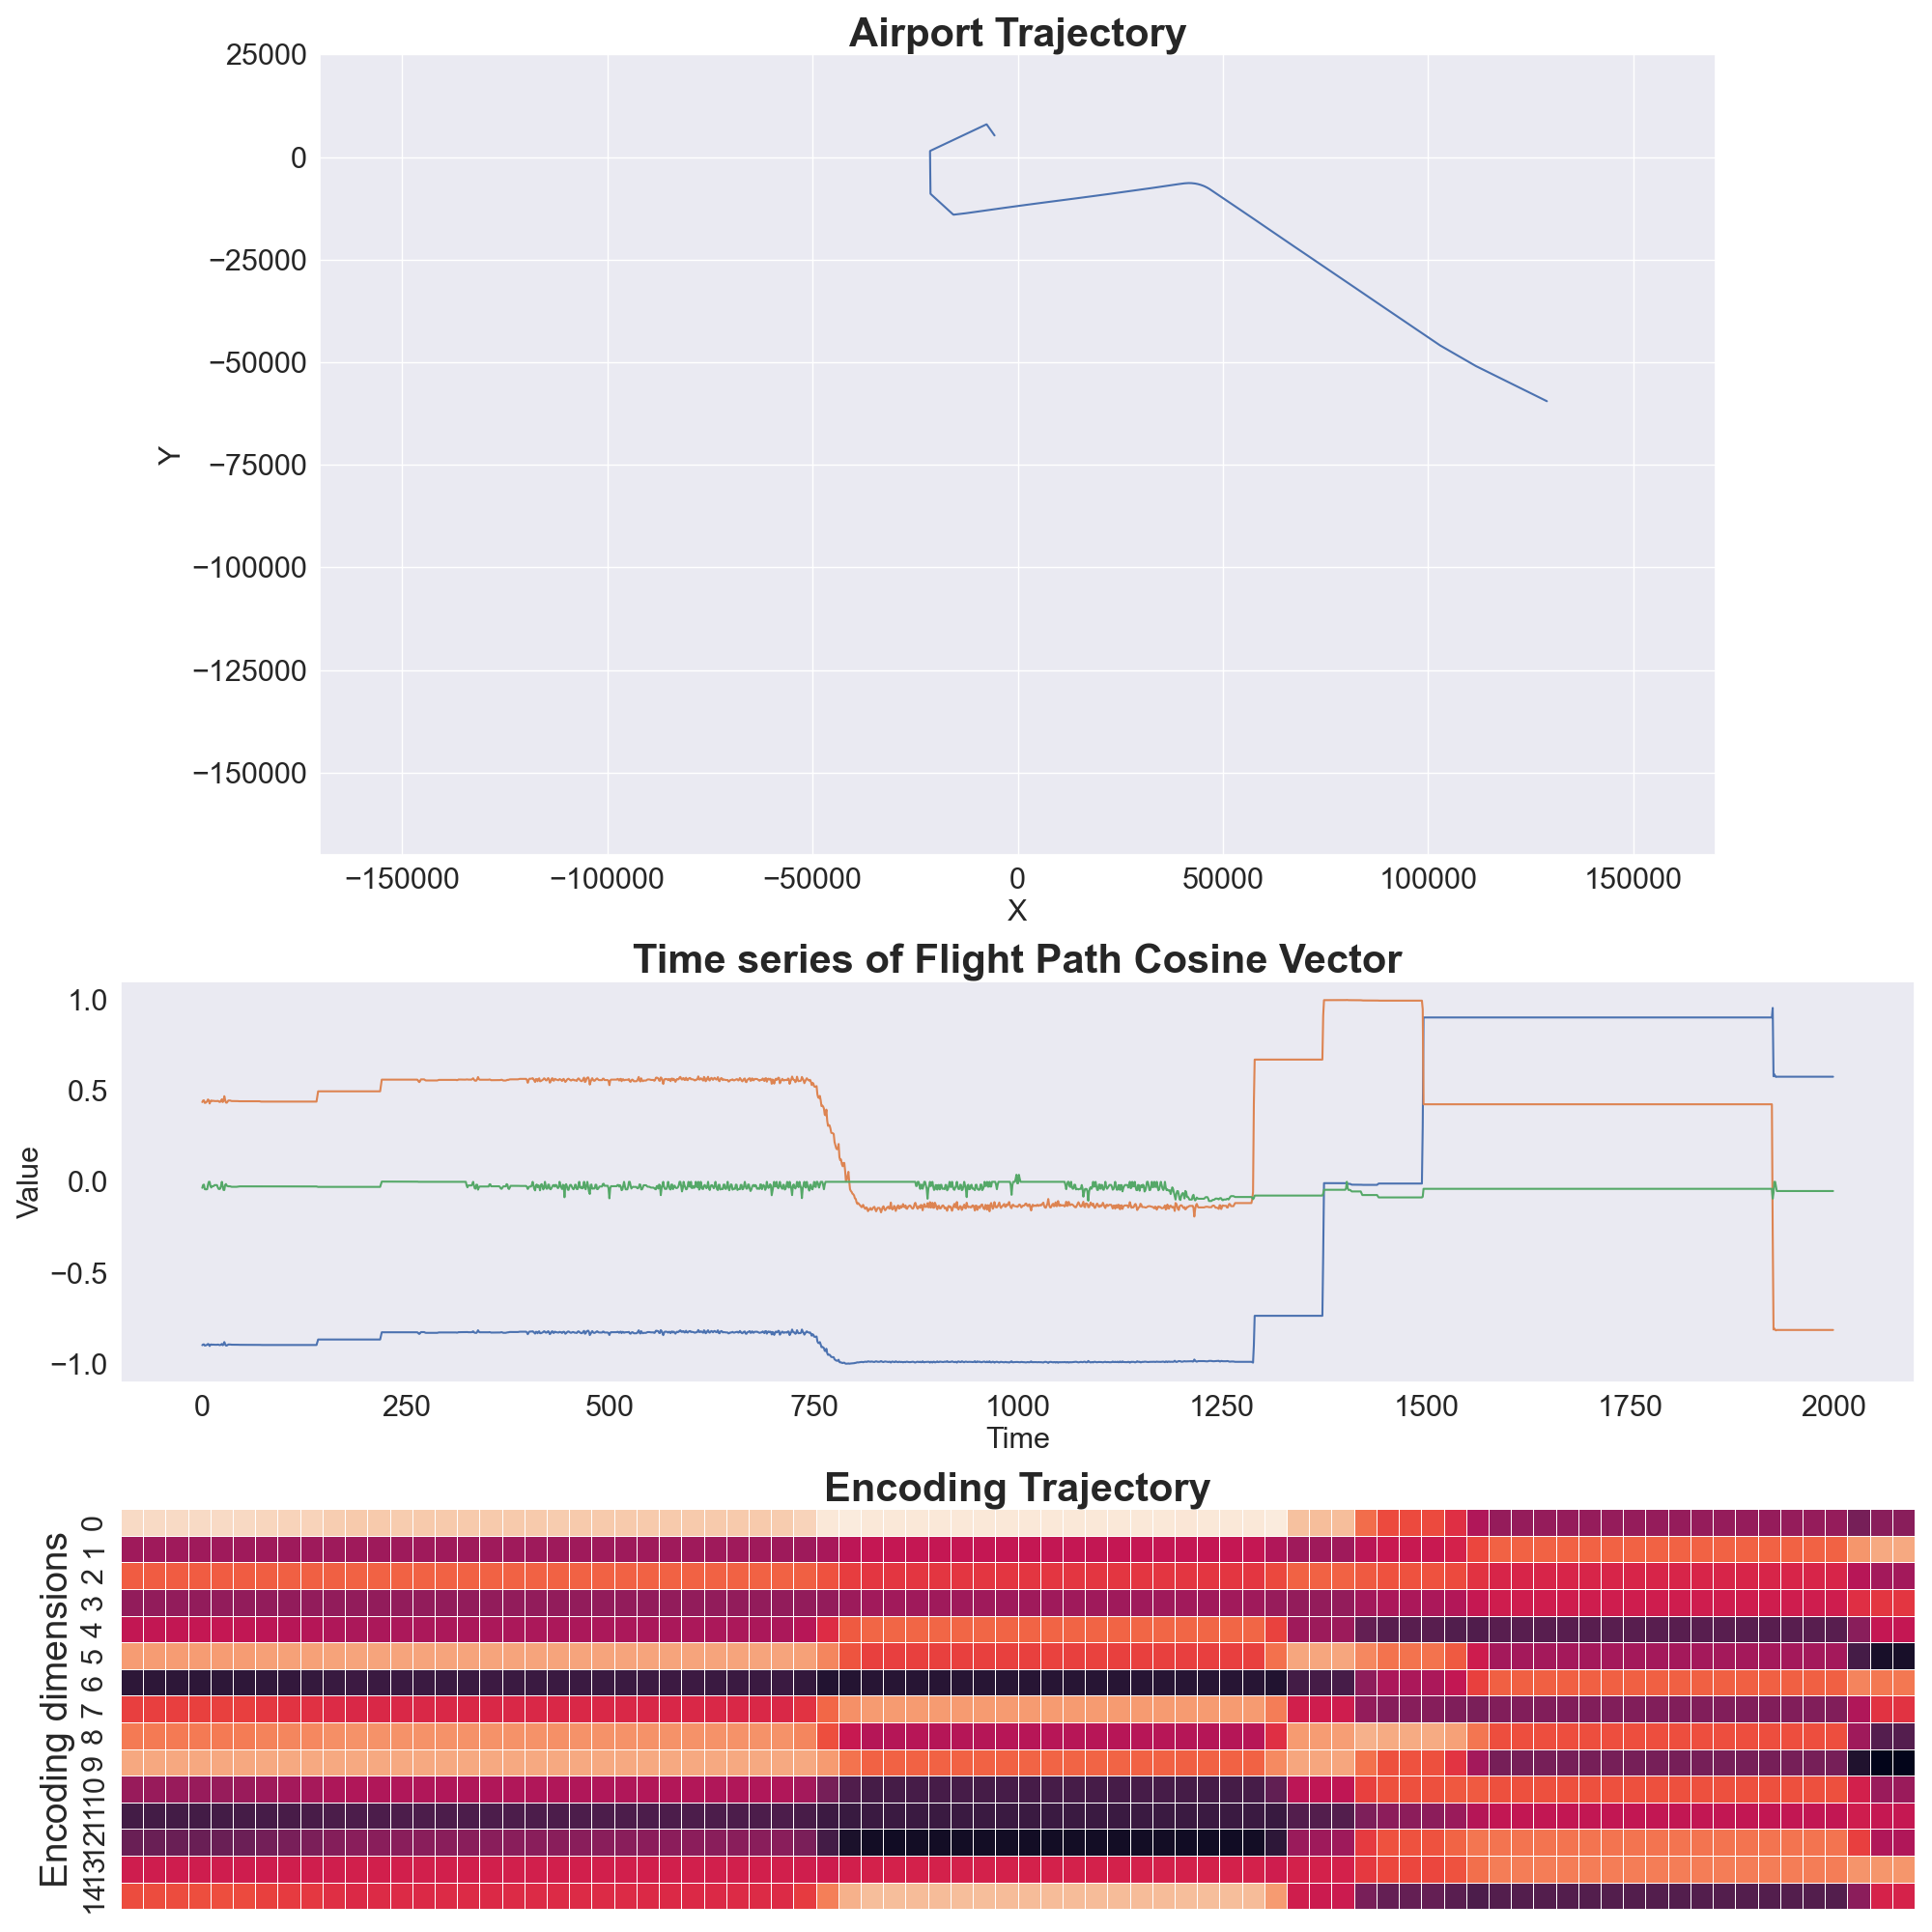 Airport Trajectory
25000
0
−25000
−50000
−75000
−100000
−125000
−150000
Y
−150000 −100000 −50000 0 50000 100000 150000
X
Time series of Flight Path Cosine Vector
1.0
0.5
0.0
−0.5
−1.0
Value
0 250 500 750 1000 1250 1500 1750 2000
Time
Encoding Trajectory
Encoding dimensions
0
1
2
3
4
5
6
7
8
9
10
11
12
13
14